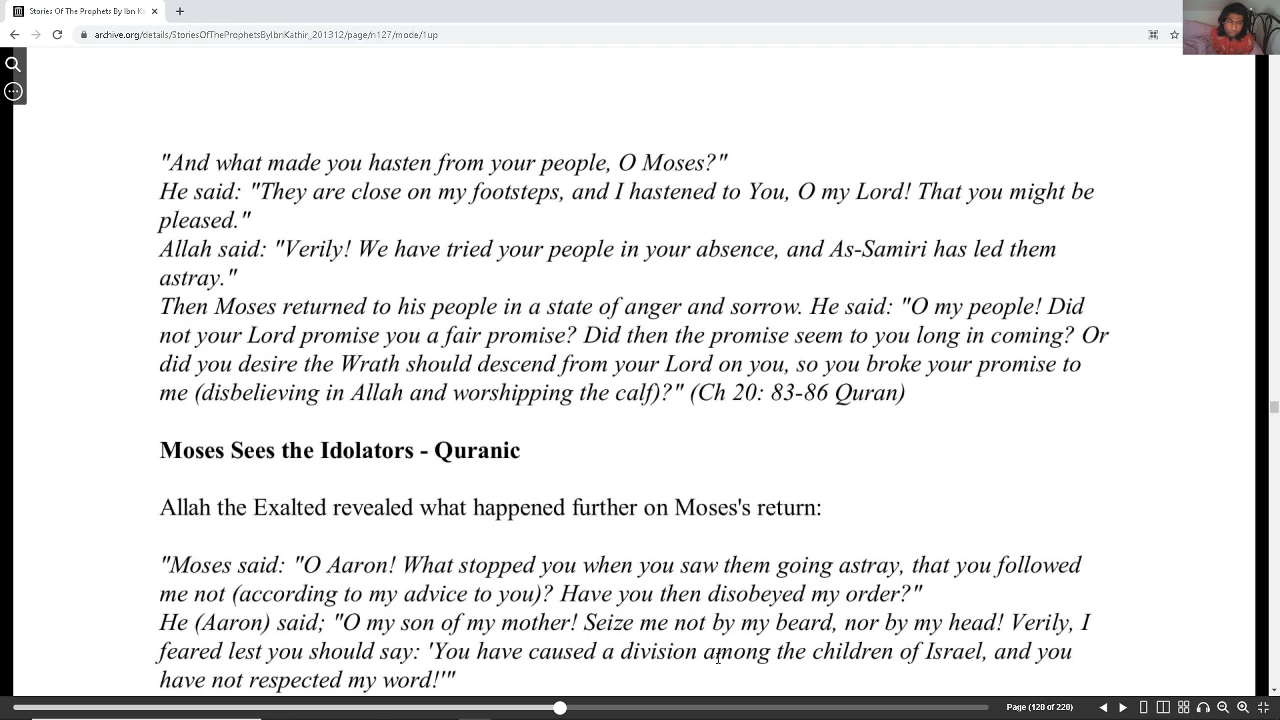 Stories Of The Prophets By Ibn K
archive.org/details/StoriesOfTheProphetsByIbnKathir_201312/page/n127/mode/1up
"And what made you hasten from your people, O Moses?"
He said: "They are close on my footsteps, and I hastened to You, O my Lord! That you might be
pleased."
Allah said: "Verily! We have tried your people in your absence, and As-Samiri has led them
astray."
Then Moses returned to his people in a state of anger and sorrow. He said: "O my people! Did
not your Lord promise you a fair promise? Did then the promise seem to you long in coming? Or
did you desire the Wrath should descend from your Lord on you, so you broke your promise to
me (disbelieving in Allah and worshipping the calf)?" (Ch 20: 83-86 Quran)
Moses Sees the Idolators - Quranic
Allah the Exalted revealed what happened further on Moses's return:
"Moses said: "O Aaron! What stopped you when you saw them going astray, that you followed
me not (according to my advice to you)? Have you then disobeyed my order?"
He (Aaron) said; "O my son of my mother! Seize me not by my beard, nor by my head! Verily, I
feared lest you should say: 'You have caused a division among the children of Israel, and you
have not respected my word!'"
Page (128 of 228)